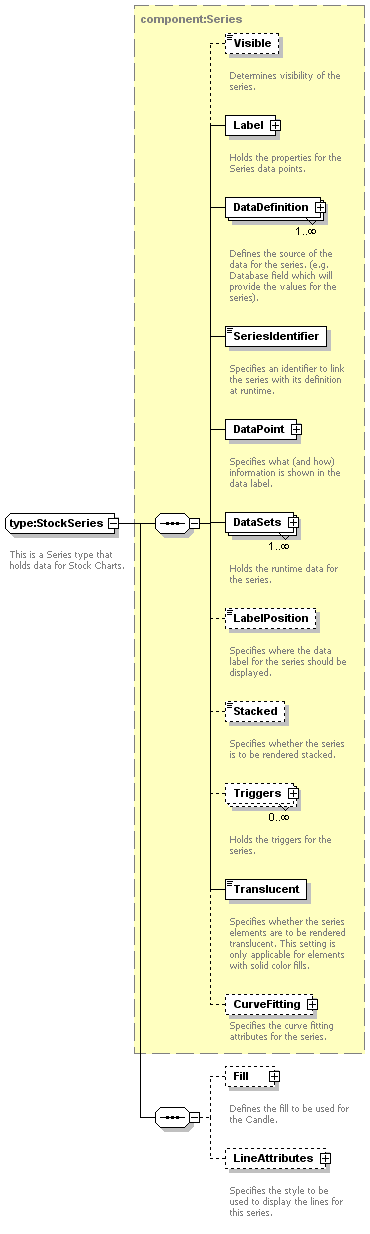 component:Series
Visible
Determines visibility of the
series.
Label
Holds the properties for the
Series data points.
DataDefinition
1..∞
Defines the source of the
data for the series. (e.g.
Database field which will
provide the values for the
series).
SeriesIdentifier
Specifies an identifier to link
the series with its definition
at runtime.
DataPoint
Specifies what (and how)
information is shown in the
data label.
type:StockSeries
This is a Series type that
holds data for Stock Charts.
DataSets
1..∞
Holds the runtime data for
the series.
LabelPosition
Specifies where the data
label for the series should be
displayed.
Stacked
Specifies whether the series
is to be rendered stacked.
Triggers
0..∞
Holds the triggers for the
series.
Translucent
Specifies whether the series
elements are to be rendered
translucent. This setting is
only applicable for elements
with solid color fills.
CurveFitting
Specifies the curve fitting
attributes for the series.
Fill
Defines the fill to be used for
the Candle.
LineAttributes
Specifies the style to be
used to display the lines for
this series.